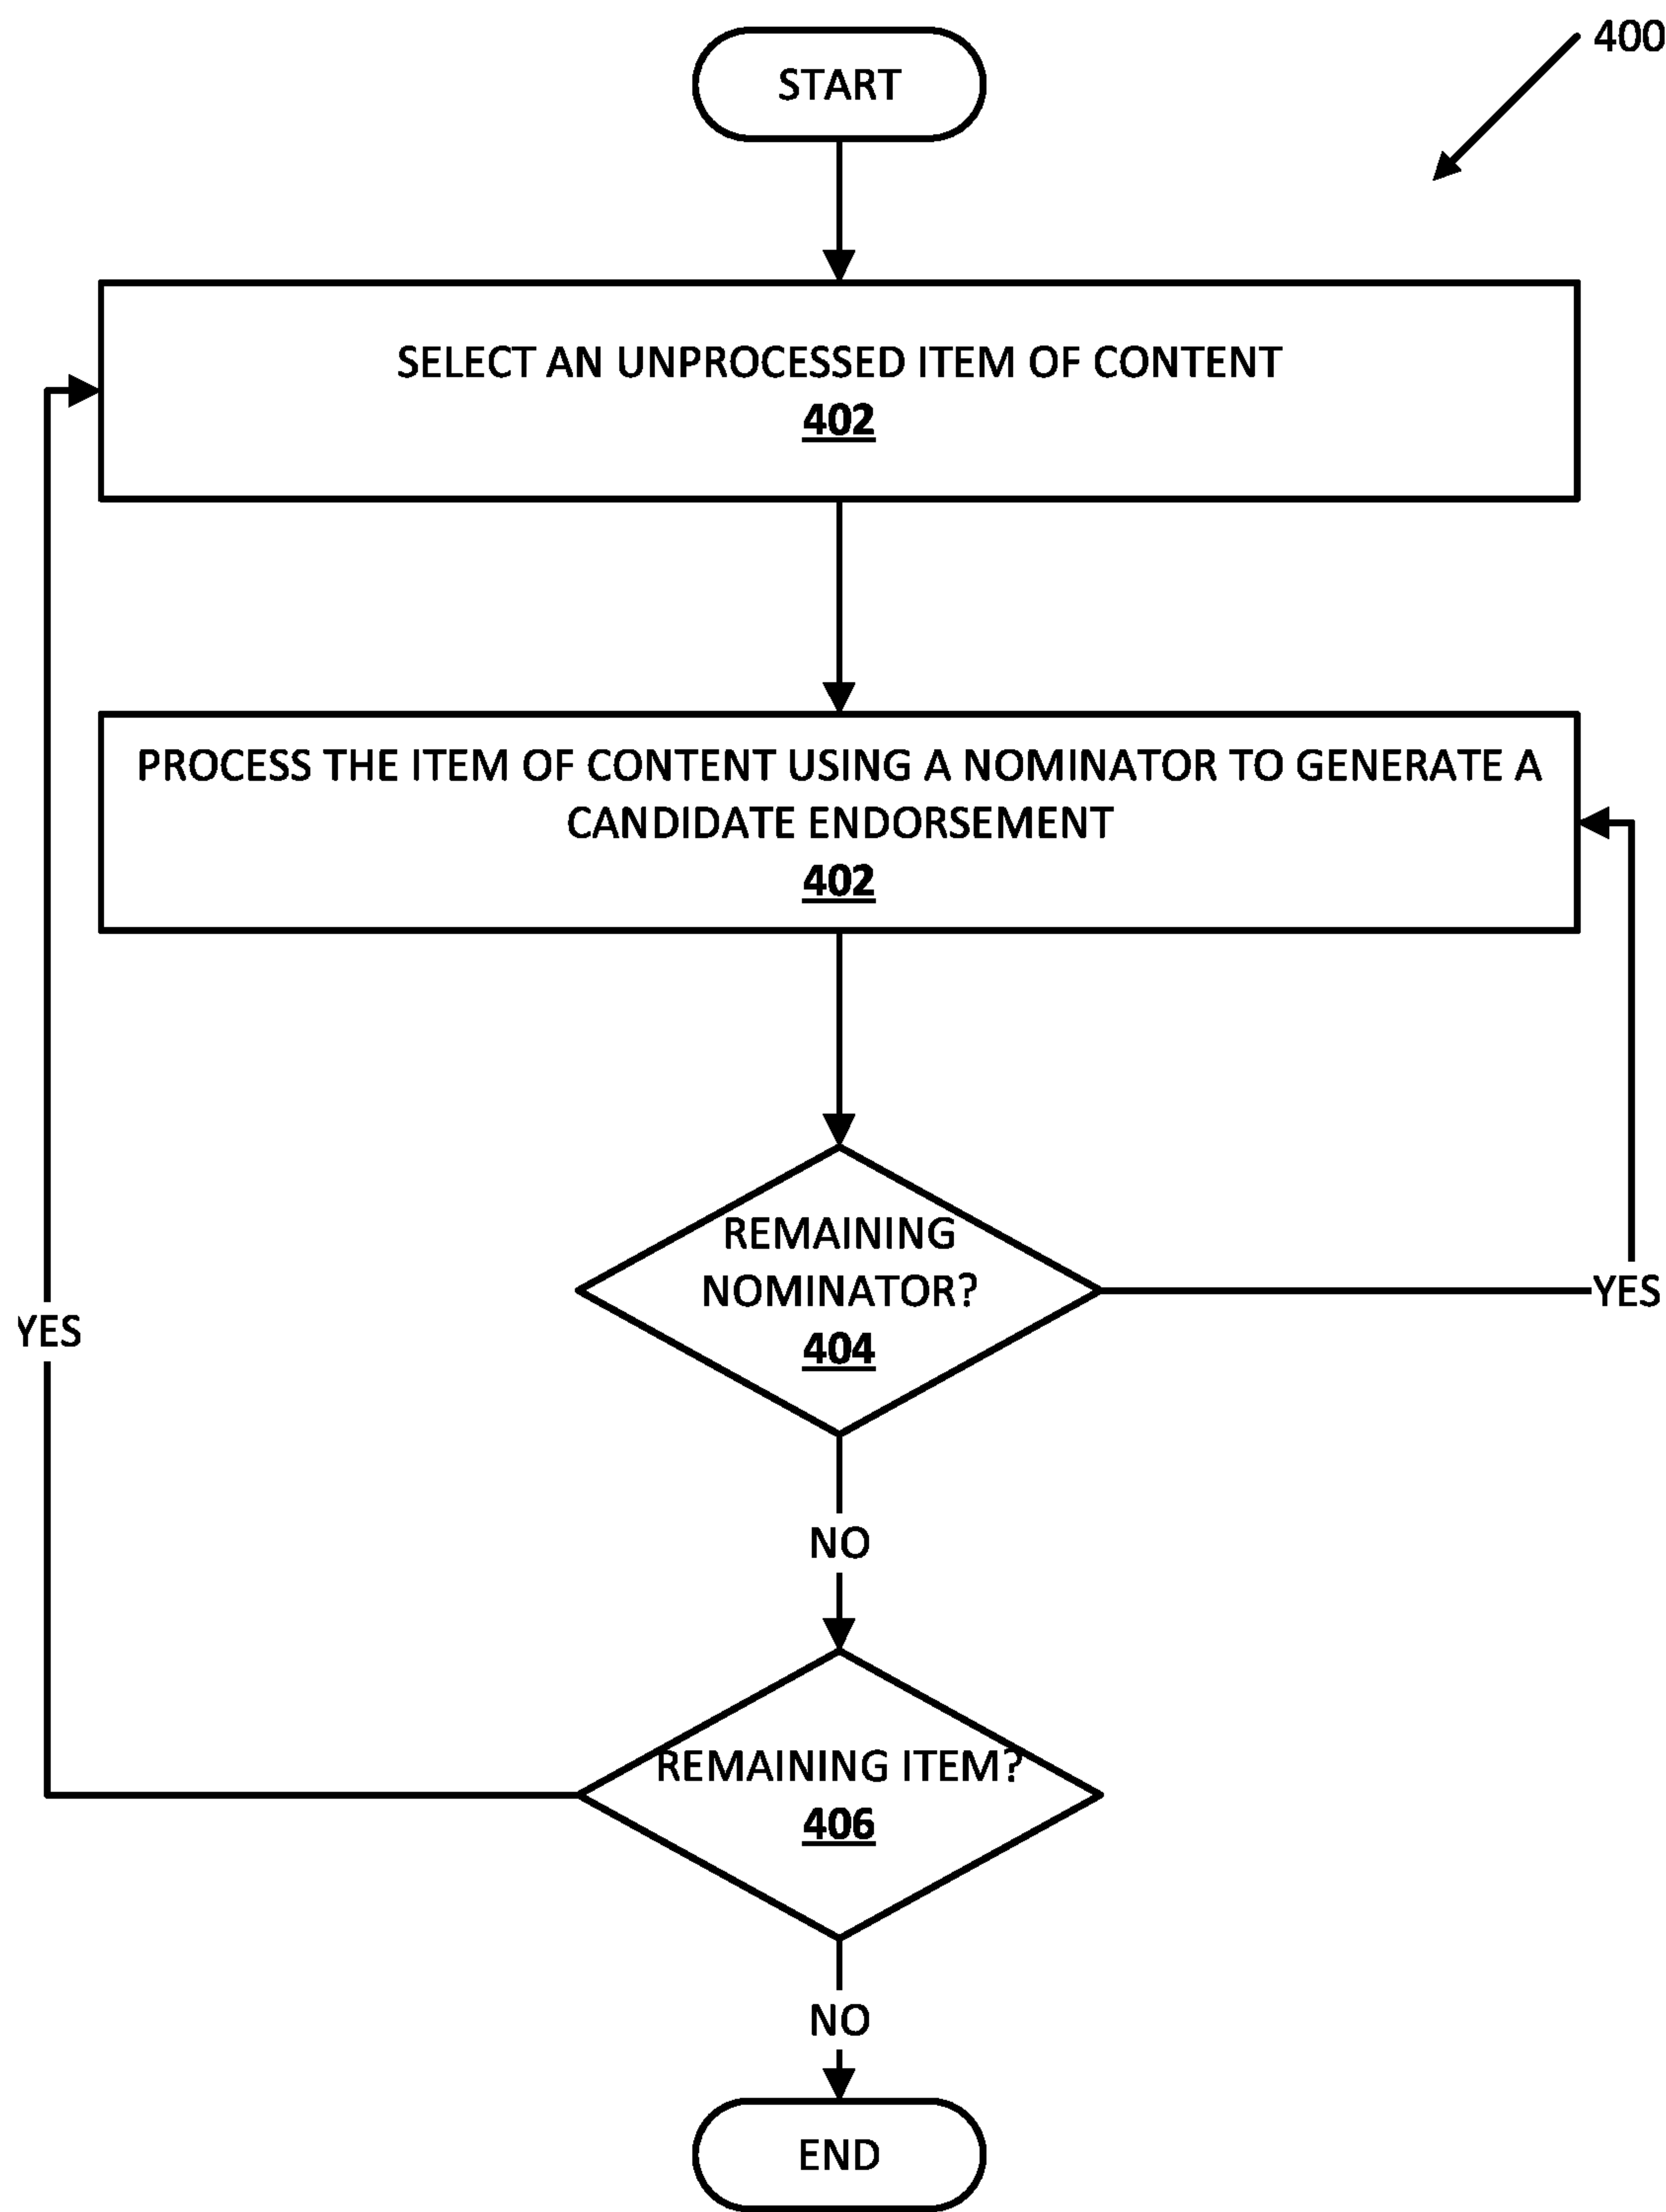 400
START
SELECT AN UNPROCESSED ITEM OF CONTENT
402
PROCESS THE ITEM OF CONTENT USING A NOMINATOR TO GENERATE A
CANDIDATE ENDORSEMENT
402
REMAINING
NOMINATOR?
404
YES
YES
NO
REMAINING ITEM?
406
NO
END